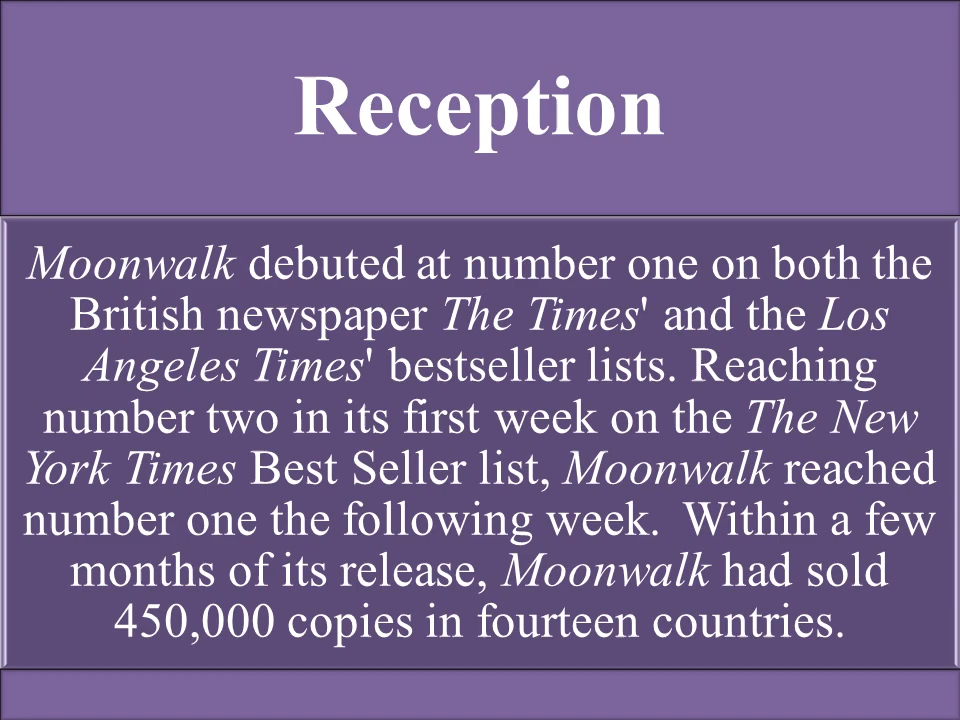 Reception
Moonwalk debuted at number one on both the
British newspaper The Times' and the Los
Angeles Times' bestseller lists. Reaching
number two in its first week on the The New
York Times Best Seller list, Moonwalk reached
number one the following week.  Within a few
months of its release, Moonwalk had sold
450,000 copies in fourteen countries.